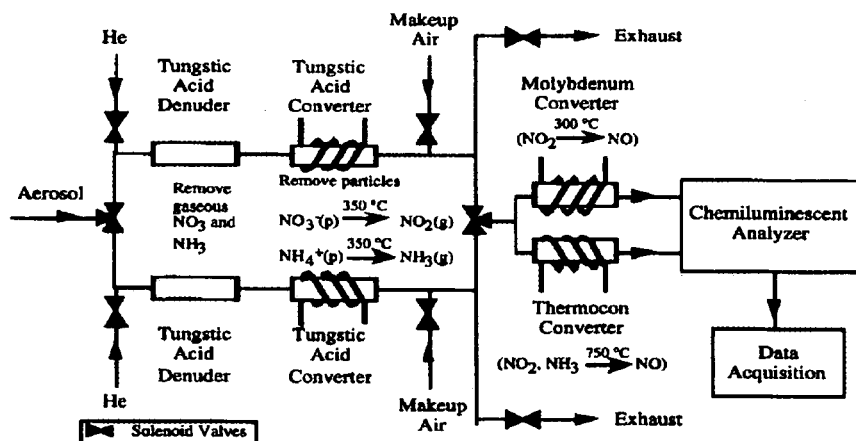 He
Tungstic
Acid
Denuder
Tungstic
Acid
Converter
Makeup
Air
Exhaust
Molybdenum
Converter
(NO2 300 °C NO)
Aerosol
Remove
gaseous
NO3 and
NH3
Remove particles
NO3-(p) 350 °C NO2(g)
NH4+(p) 350 °C NH3(g)
Chemiluminescent
Analyzer
Tungstic
Acid
Denuder
Tungstic
Acid
Converter
Thermocon
Converter
(NO2, NH3 750 °C NO)
Data
Acquisition
He
Makeup
Air
Exhaust
Solenoid Valves